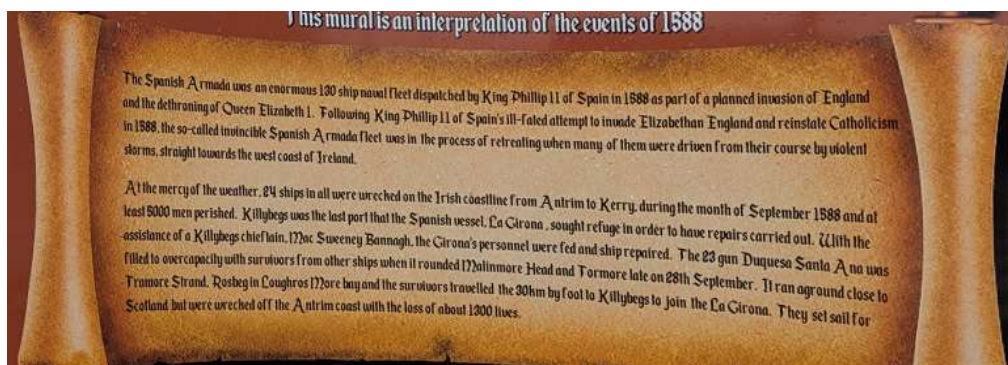 This mural is an interpretation of the events of 1588
The Spanish Armada was an enormous 130 ship naval fleet dispatched by King Phillip II of Spain in 1588 as part of a planned invasion of England
and the dethroning of Queen Elizabeth I. Following King Phillip II of Spain's ill-fated attempt to invade Elizabethan England and reinstate Catholicism
in 1588, the so-called invincible Spanish Armada fleet was in the process of retreating when many of them were driven from their course by violent
storms, straight towards the west coast of Ireland.
At the mercy of the weather, 24 ships in all were wrecked on the Irish coastline from Antrim to Kerry, during the month of September 1588 and at
least 5000 men perished. Killybegs was the last port that the Spanish vessel, La Girona, sought refuge in order to have repairs carried out. With the
assistance of a Killybegs chieftain, Mac Sweeney Bannagh, the Girona's personnel were fed and ship repaired. The 23 gun Duquesa Santa Ana was
filled to overcapacity with survivors from other ships when it rounded Malinmore Head and Tormore late on 28th September. It ran aground close to
Tramore Strand, Rosbeg in Loughros More bay and the survivors travelled the 30km by foot to Killybegs to join the La Girona. They set sail for
Scotland but were wrecked off the Antrim coast with the loss of about 1300 lives.